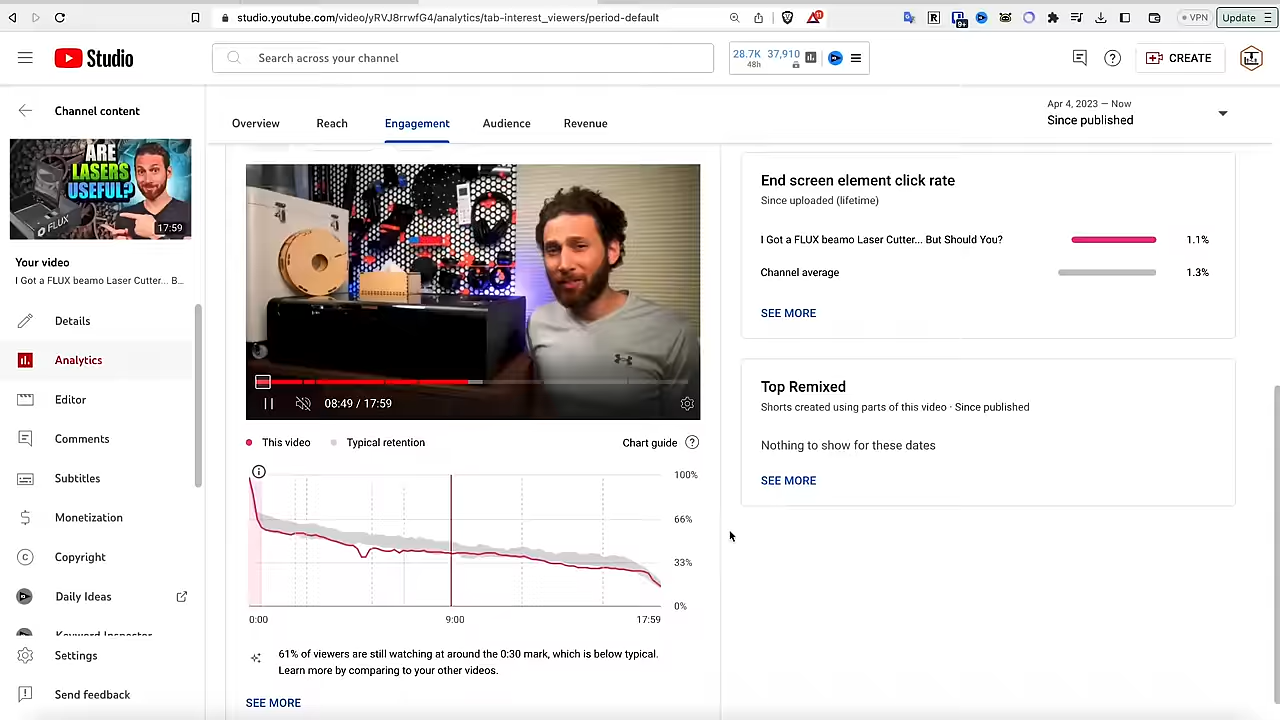 studio.youtube.com/video/yRVJ8rrwfG4/analytics/tab-interest_viewers/period-default
9+
VPN
Update
Studio
Search across your channel
28.7K 37,910
48h
CREATE
Channel content
Overview
Reach
Engagement
Audience
Revenue
Apr 4, 2023 — Now
Since published
ARE
LASERS
USEFUL?
FLUX
17:59
Your video
I Got a FLUX beamo Laser Cutter... B...
Details
Analytics
Editor
Comments
Subtitles
Monetization
Copyright
Daily Ideas
Keyword Inspector
Settings
Send feedback
08:49 / 17:59
This video
Typical retention
Chart guide
100%
66%
33%
0%
0:00
9:00
17:59
61% of viewers are still watching at around the 0:30 mark, which is below typical.
Learn more by comparing to your other videos.
SEE MORE
End screen element click rate
Since uploaded (lifetime)
I Got a FLUX beamo Laser Cutter... But Should You?
1.1%
Channel average
1.3%
SEE MORE
Top Remixed
Shorts created using parts of this video · Since published
Nothing to show for these dates
SEE MORE